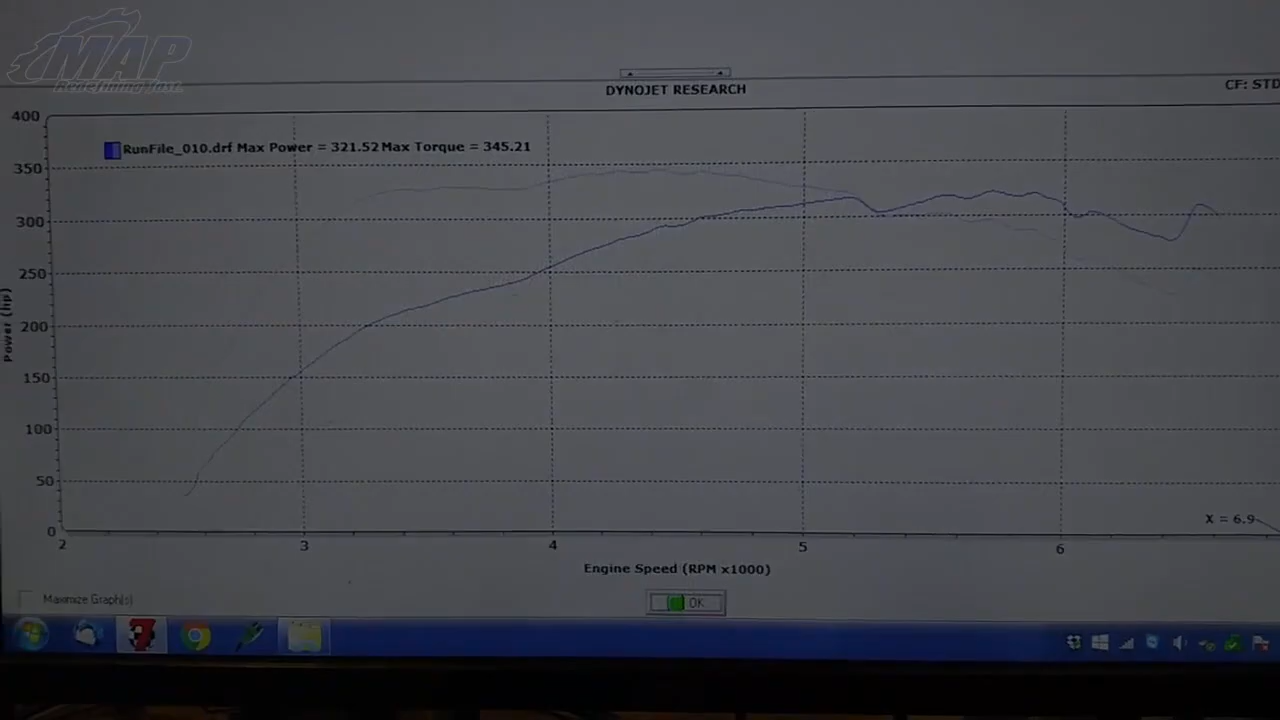 MAP
Redefining Fast.
DYNOJET RESEARCH
CF: STD
RunFile_010.drf Max Power = 321.52 Max Torque = 345.21
400
350
300
250
200
150
100
50
0
Power (hp)
2 3 4 5 6
X = 6.9
Engine Speed (RPM x1000)
Maximize Graph(s)
OK